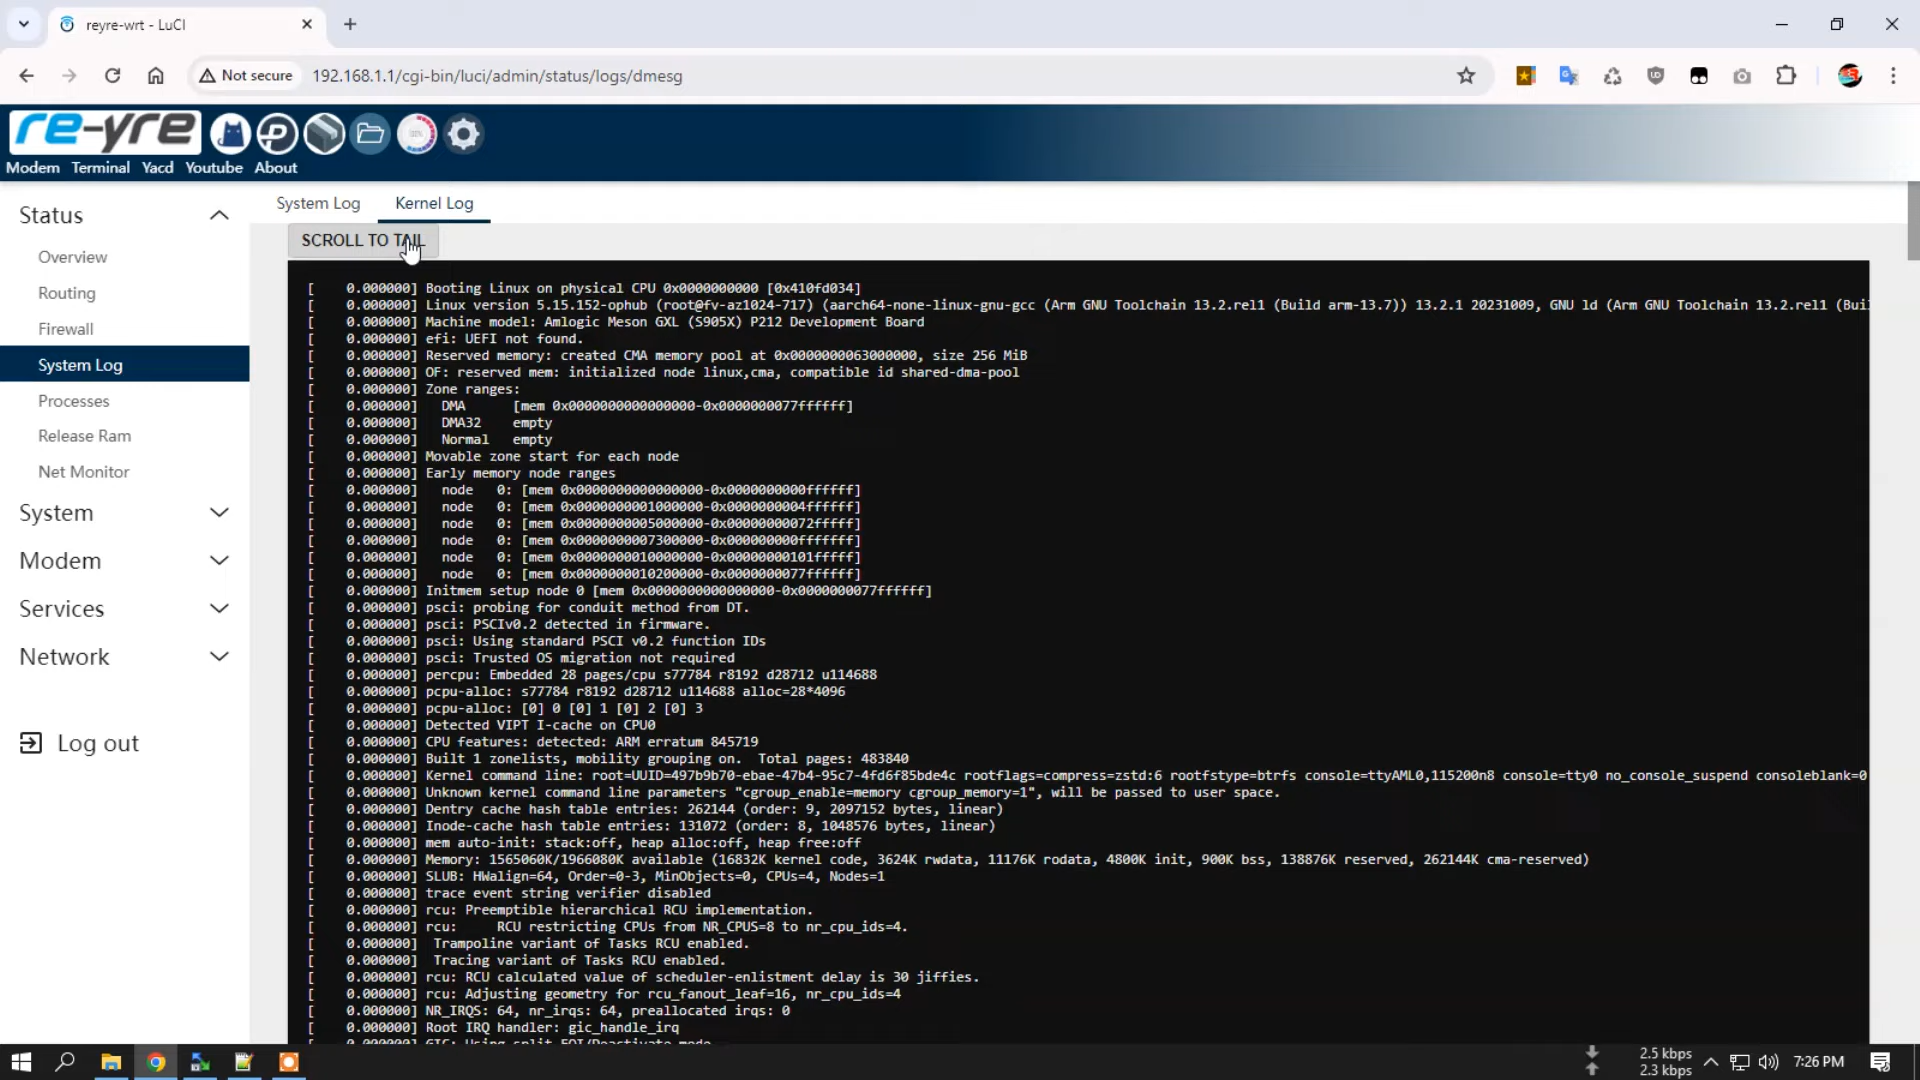 reyre-wrt - LuCI
Not secure
192.168.1.1/cgi-bin/luci/admin/status/logs/dmesg
re-yre
Modem Terminal Yacd Youtube About
Status
Overview
Routing
Firewall
System Log
Processes
Release Ram
Net Monitor
System
Modem
Services
Network
Log out
System Log Kernel Log
SCROLL TO TAIL
[ 0.000000] Booting Linux on physical CPU 0x0000000000 [0x410fd034]
[ 0.000000] Linux version 5.15.152-ophub (root@fv-az1024-717) (aarch64-none-linux-gnu-gcc (Arm GNU Toolchain 13.2.rel1 (Build arm-13.7)) 13.2.1 20231009, GNU ld (Arm GNU Toolchain 13.2.rel1 (Buil
[ 0.000000] Machine model: Amlogic Meson GXL (S905X) P212 Development Board
[ 0.000000] efi: UEFI not found.
[ 0.000000] Reserved memory: created CMA memory pool at 0x0000000063000000, size 256 MiB
[ 0.000000] OF: reserved mem: initialized node linux,cma, compatible id shared-dma-pool
[ 0.000000] Zone ranges:
[ 0.000000] DMA [mem 0x0000000000000000-0x0000000077ffffff]
[ 0.000000] DMA32 empty
[ 0.000000] Normal empty
[ 0.000000] Movable zone start for each node
[ 0.000000] Early memory node ranges
[ 0.000000] node 0: [mem 0x0000000000000000-0x0000000000ffffff]
[ 0.000000] node 0: [mem 0x0000000001000000-0x0000000004ffffff]
[ 0.000000] node 0: [mem 0x0000000005000000-0x00000000072fffff]
[ 0.000000] node 0: [mem 0x0000000007300000-0x000000000fffffff]
[ 0.000000] node 0: [mem 0x0000000010000000-0x00000000101fffff]
[ 0.000000] node 0: [mem 0x0000000010200000-0x0000000077ffffff]
[ 0.000000] Initmem setup node 0 [mem 0x0000000000000000-0x0000000077ffffff]
[ 0.000000] psci: probing for conduit method from DT.
[ 0.000000] psci: PSCIv0.2 detected in firmware.
[ 0.000000] psci: Using standard PSCI v0.2 function IDs
[ 0.000000] psci: Trusted OS migration not required
[ 0.000000] percpu: Embedded 28 pages/cpu s77784 r8192 d28712 u114688
[ 0.000000] pcpu-alloc: s77784 r8192 d28712 u114688 alloc=28*4096
[ 0.000000] pcpu-alloc: [0] 0 [0] 1 [0] 2 [0] 3
[ 0.000000] Detected VIPT I-cache on CPU0
[ 0.000000] CPU features: detected: ARM erratum 845719
[ 0.000000] Built 1 zonelists, mobility grouping on. Total pages: 483840
[ 0.000000] Kernel command line: root=UUID=497b9b70-ebae-47b4-95c7-4fd6f85bde4c rootflags=compress=zstd:6 rootfstype=btrfs console=ttyAML0,115200n8 console=tty0 no_console_suspend consoleblank=0
[ 0.000000] Unknown kernel command line parameters "cgroup_enable=memory cgroup_memory=1", will be passed to user space.
[ 0.000000] Dentry cache hash table entries: 262144 (order: 9, 2097152 bytes, linear)
[ 0.000000] Inode-cache hash table entries: 131072 (order: 8, 1048576 bytes, linear)
[ 0.000000] mem auto-init: stack:off, heap alloc:off, heap free:off
[ 0.000000] Memory: 1565060K/1966080K available (16832K kernel code, 3624K rwdata, 11176K rodata, 4800K init, 900K bss, 138876K reserved, 262144K cma-reserved)
[ 0.000000] SLUB: HWalign=64, Order=0-3, MinObjects=0, CPUs=4, Nodes=1
[ 0.000000] trace event string verifier disabled
[ 0.000000] rcu: Preemptible hierarchical RCU implementation.
[ 0.000000] rcu: RCU restricting CPUs from NR_CPUS=8 to nr_cpu_ids=4.
[ 0.000000] Trampoline variant of Tasks RCU enabled.
[ 0.000000] Tracing variant of Tasks RCU enabled.
[ 0.000000] rcu: RCU calculated value of scheduler-enlistment delay is 30 jiffies.
[ 0.000000] rcu: Adjusting geometry for rcu_fanout_leaf=16, nr_cpu_ids=4
[ 0.000000] NR_IRQS: 64, nr_irqs: 64, preallocated irqs: 0
[ 0.000000] Root IRQ handler: gic_handle_irq
[ 0.000000] GIC: Using split EOI/Deactivate mode
2.5 kbps
2.3 kbps
7:26 PM